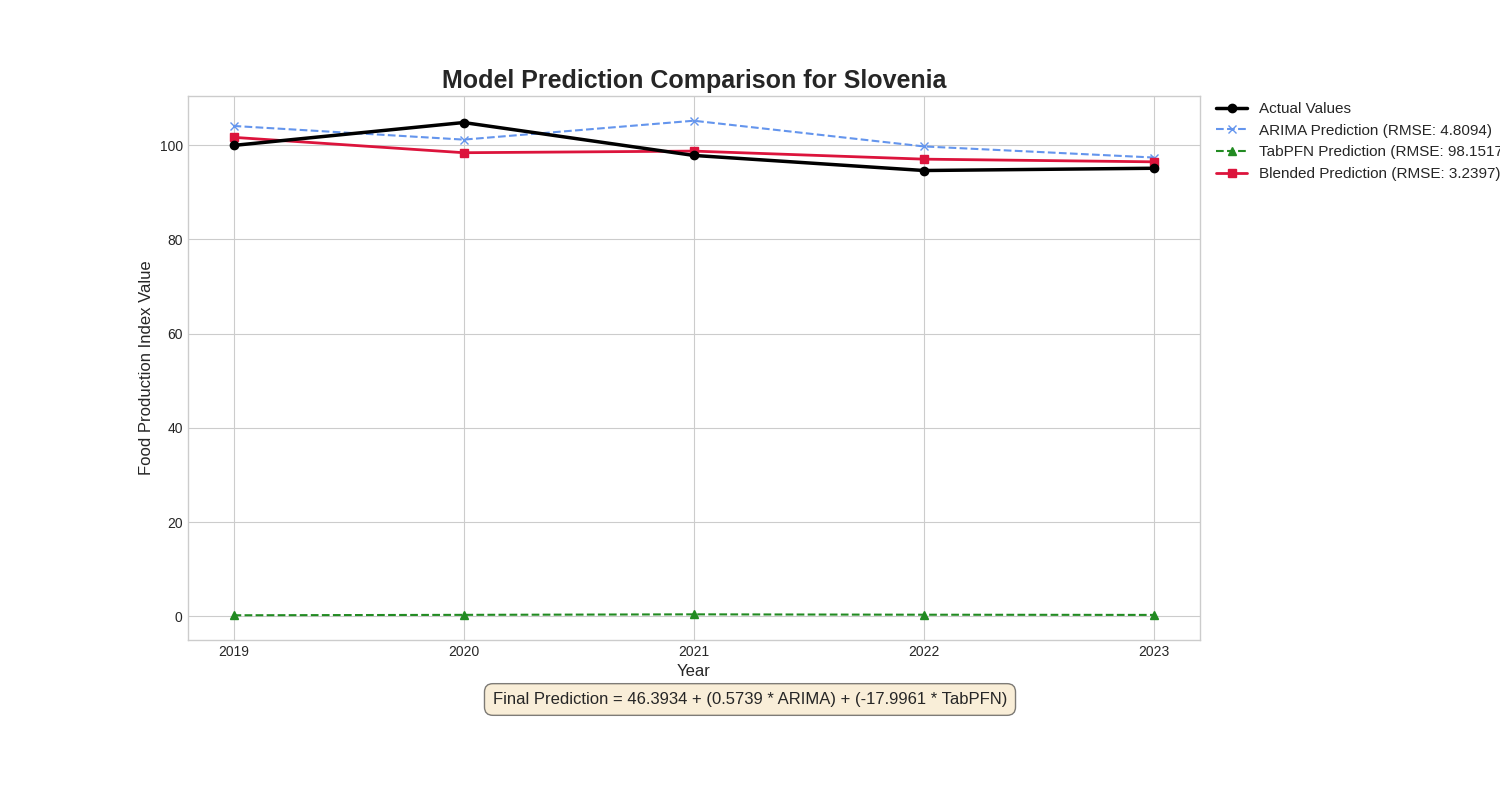 Model Prediction Comparison for Slovenia
Actual Values
ARIMA Prediction (RMSE: 4.8094)
TabPFN Prediction (RMSE: 98.1517
Blended Prediction (RMSE: 3.2397)
Food Production Index Value
100
80
60
40
20
0
2019 2020 2021 2022 2023
Year
Final Prediction = 46.3934 + (0.5739 * ARIMA) + (-17.9961 * TabPFN)